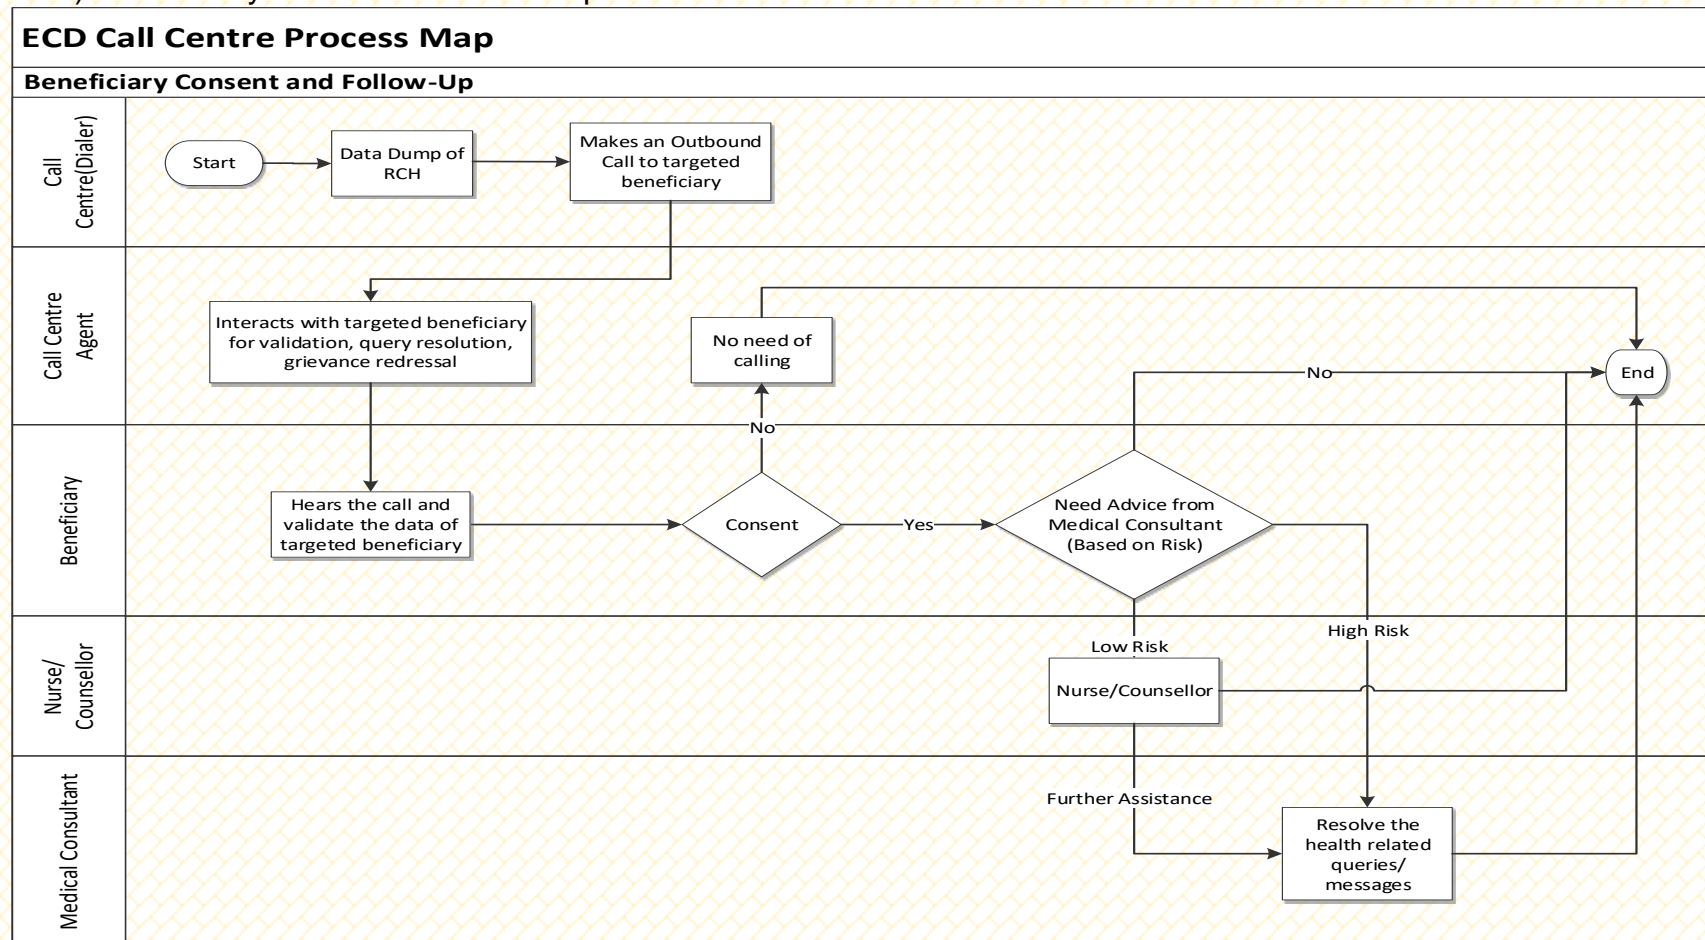 ECD Call Centre Process Map
Beneficiary Consent and Follow-Up
Call
Centre(Dialer)
Start
Data Dump of
RCH
Makes an Outbound
Call to targeted
beneficiary
Call Centre
Agent
Interacts with targeted beneficiary
for validation, query resolution,
grievance redressal
No need of
calling
No
End
No
Beneficiary
Hears the call and
validate the data of
targeted beneficiary
Consent
Yes
Need Advice from
Medical Consultant
(Based on Risk)
Nurse/
Counsellor
Low Risk
High Risk
Nurse/Counsellor
Medical Consultant
Further Assistance
Resolve the
health related
queries/
messages